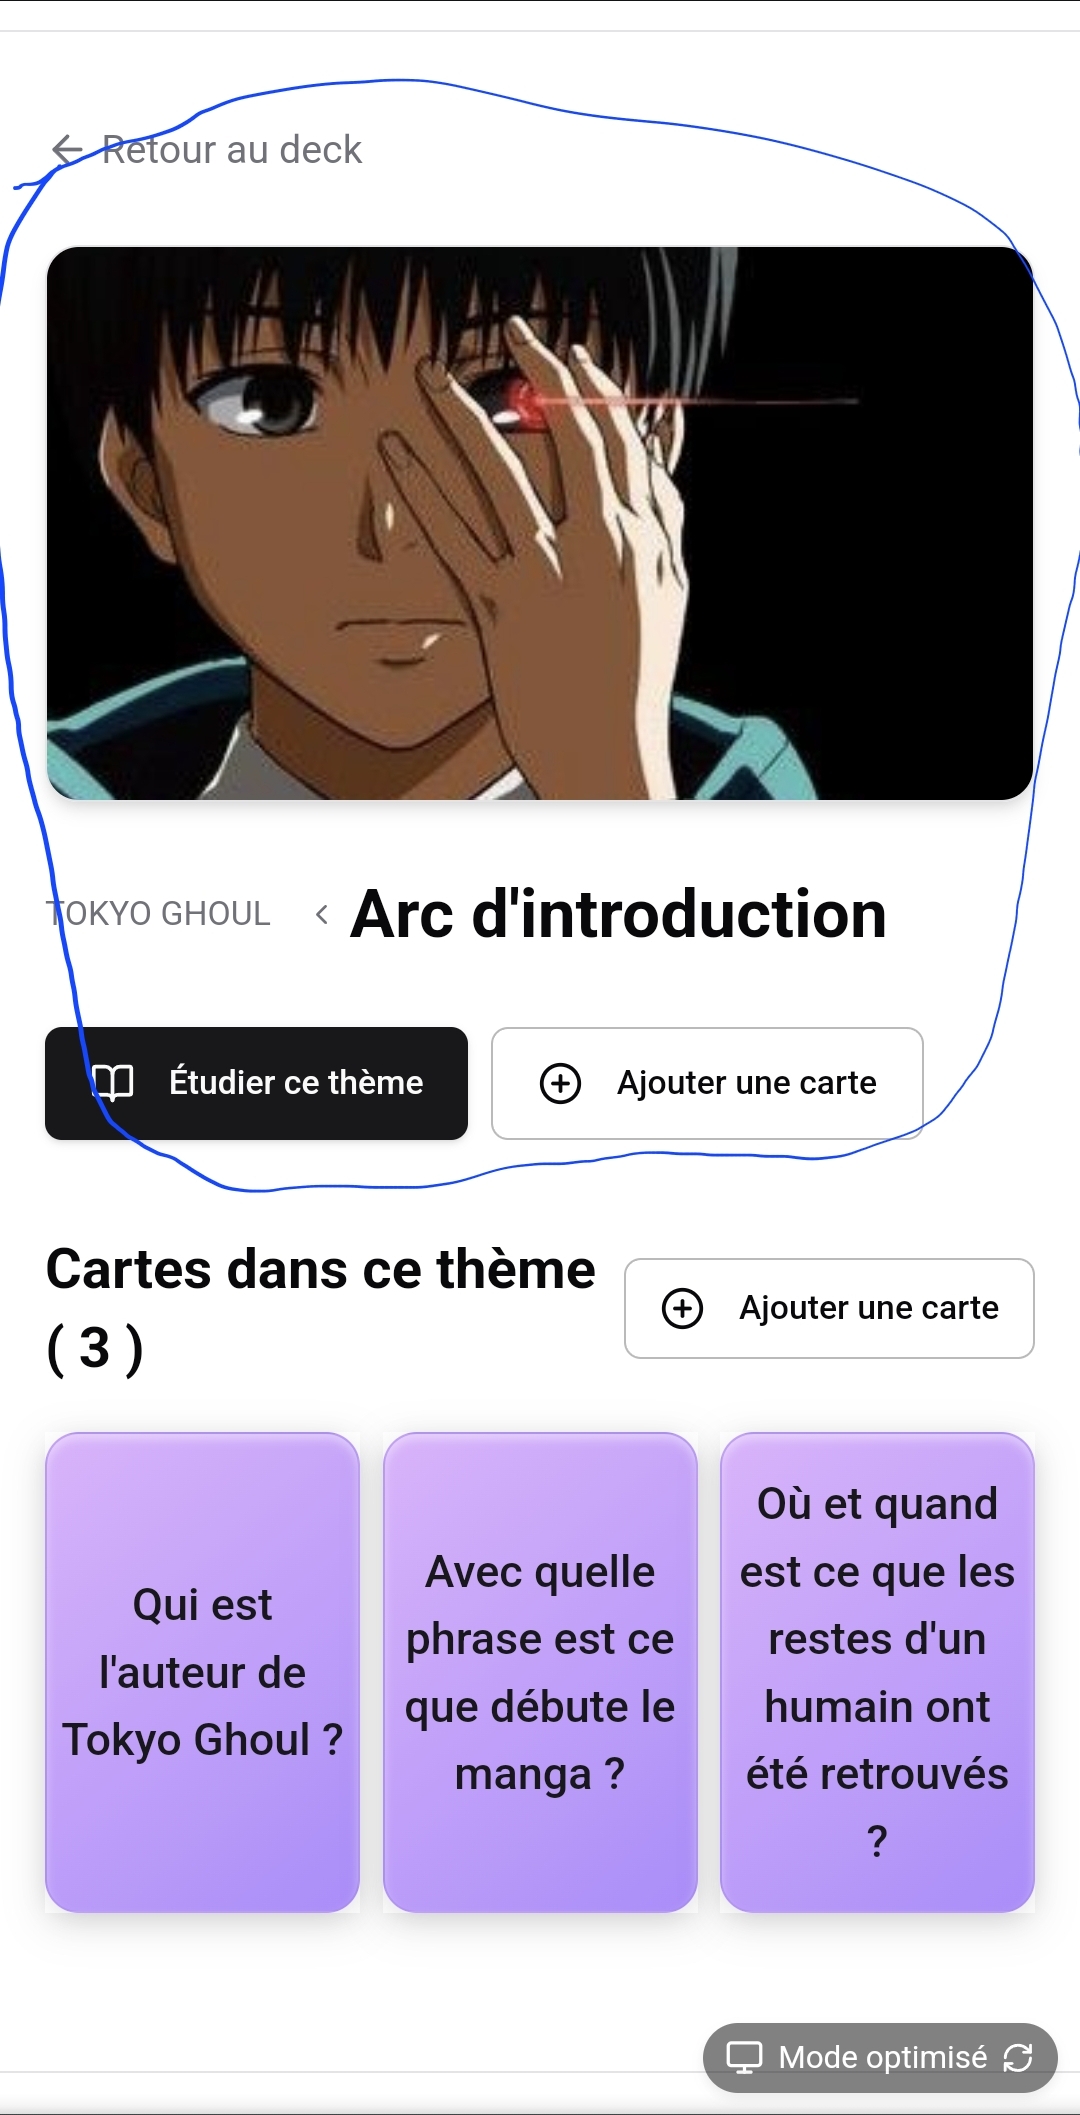 Retour au deck
TOKYO GHOUL < Arc d'introduction
Étudier ce thème
Ajouter une carte
Cartes dans ce thème
( 3 )
Ajouter une carte
Qui est
l'auteur de
Tokyo Ghoul ?
Avec quelle
phrase est ce
que débute le
manga ?
Où et quand
est ce que les
restes d'un
humain ont
été retrouvés
?
Mode optimisé